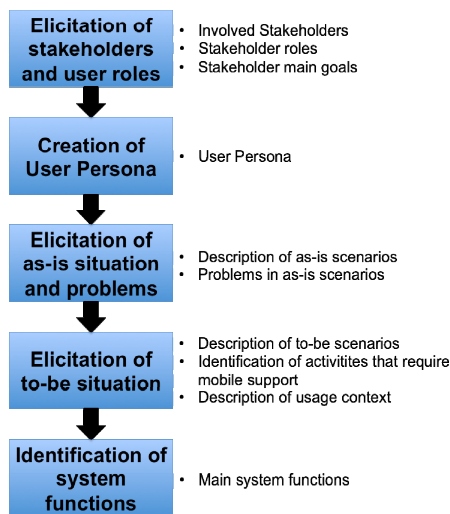 Elicitation of
stakeholders
and user roles
• Involved Stakeholders
• Stakeholder roles
• Stakeholder main goals
Creation of
User Persona
• User Persona
Elicitation of
as-is situation
and problems
• Description of as-is scenarios
• Problems in as-is scenarios
Elicitation of
to-be situation
• Description of to-be scenarios
• Identification of activitites that require
mobile support
• Description of usage context
Identification of
system
functions
• Main system functions